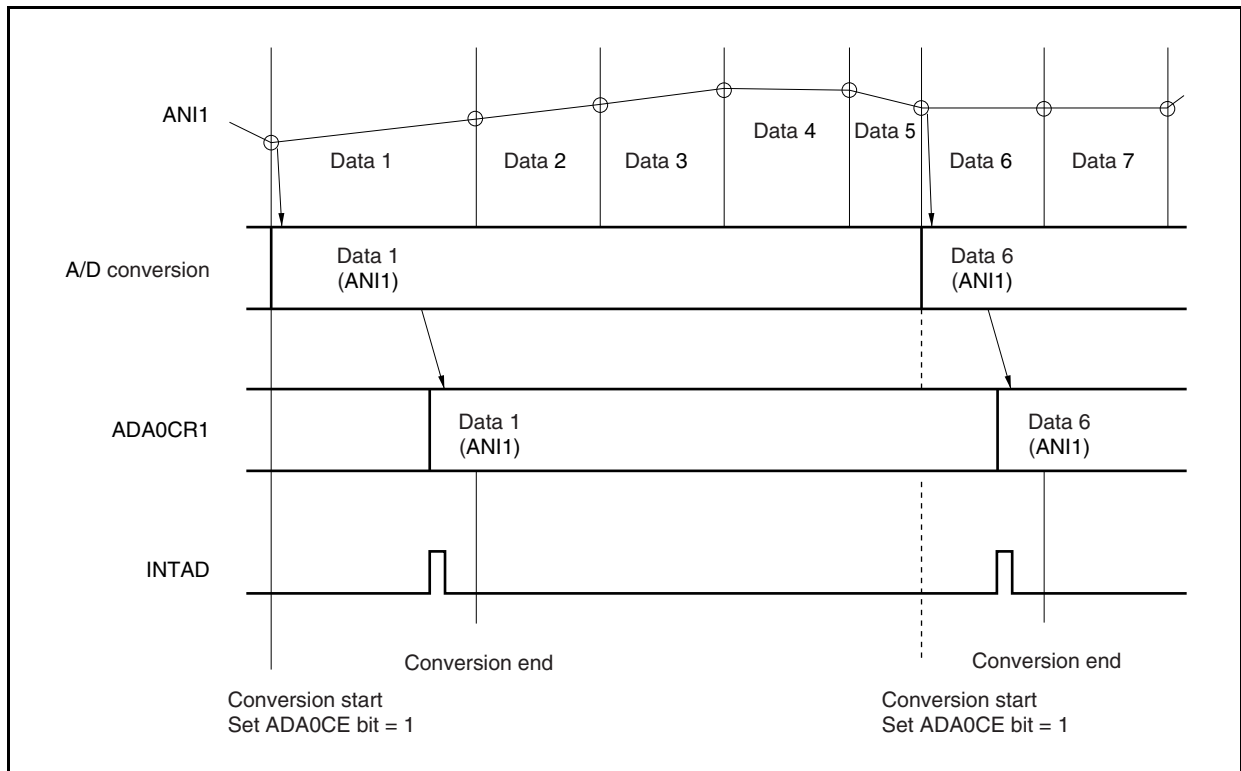 ANI1
Data 1
Data 2
Data 3
Data 4
Data 5
Data 6
Data 7
A/D conversion
Data 1
(ANI1)
Data 6
(ANI1)
ADA0CR1
Data 1
(ANI1)
Data 6
(ANI1)
INTAD
Conversion end
Conversion end
Conversion start
Set ADA0CE bit = 1
Conversion start
Set ADA0CE bit = 1